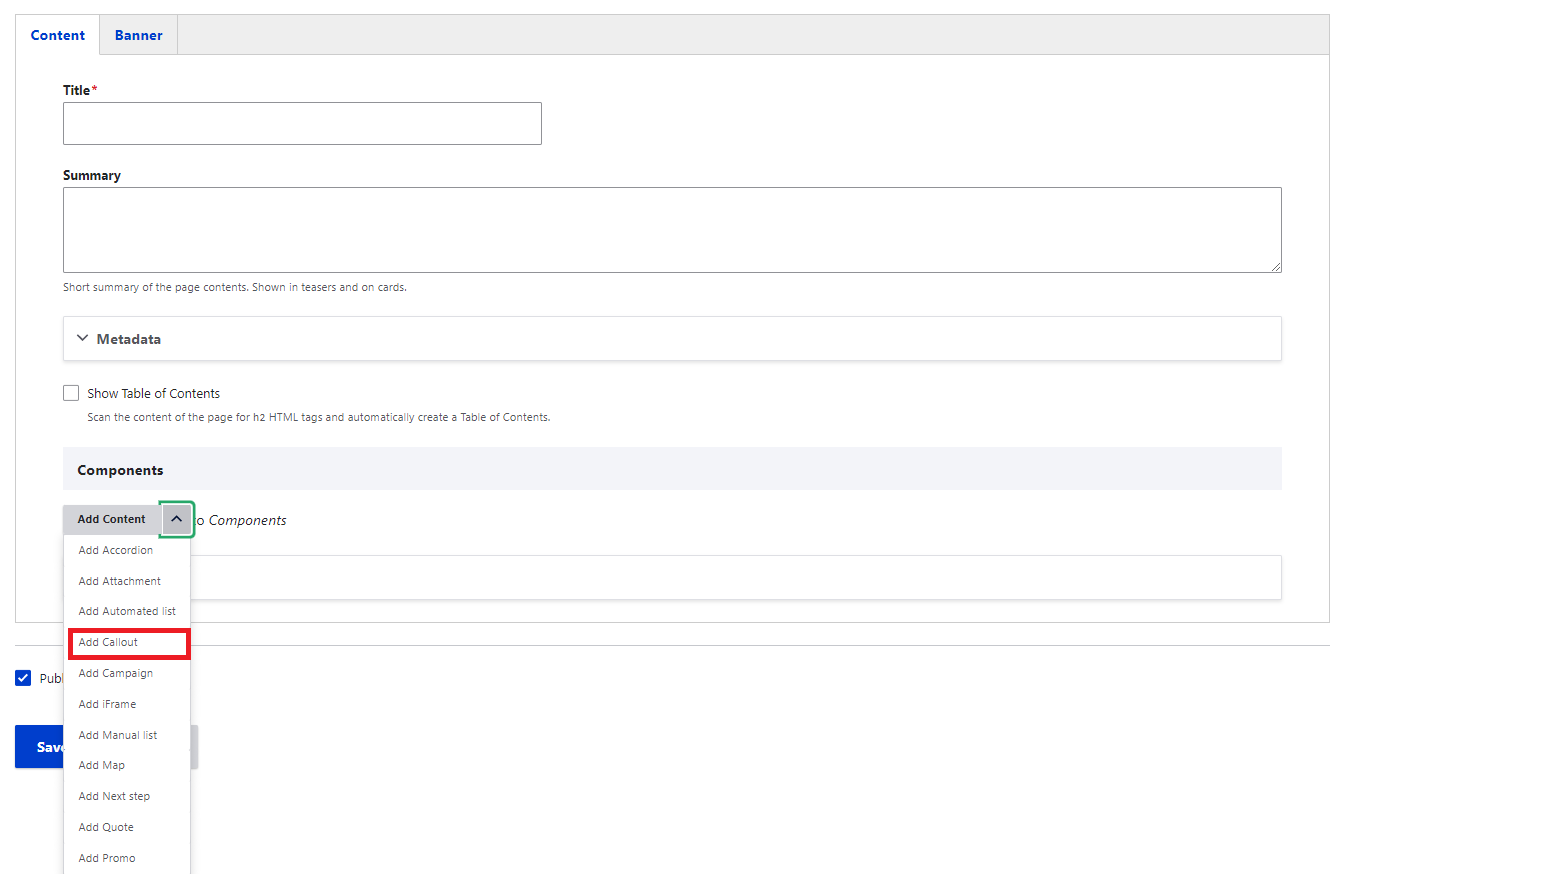 Content Banner
Title*
Summary
Short summary of the page contents. Shown in teasers and on cards.
Metadata
Show Table of Contents
Scan the content of the page for h2 HTML tags and automatically create a Table of Contents.
Components
Add Content o Components
Add Accordion
Add Attachment
Add Automated list
Add Callout
Add Campaign
Publ
Add iFrame
Add Manual list
Save
Add Map
Add Next step
Add Quote
Add Promo